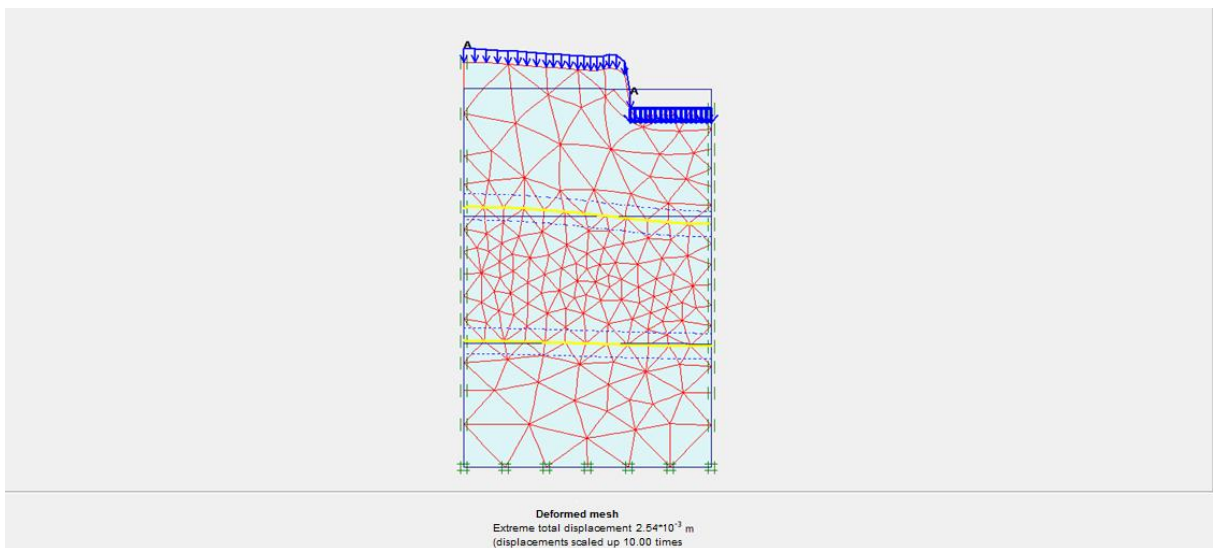 A
A
Deformed mesh
Extreme total displacement 2.54*10⁻³ m
(displacements scaled up 10.00 times